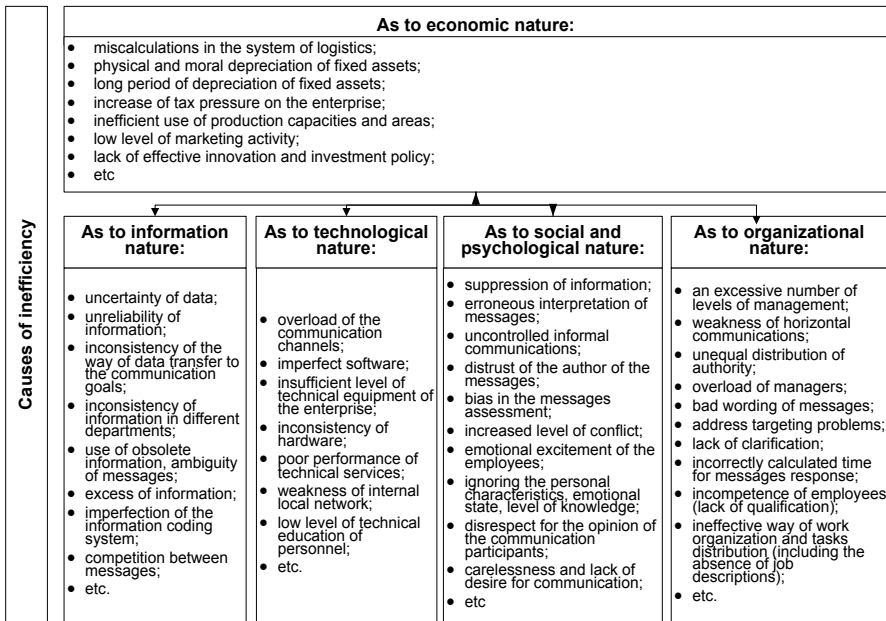 Causes of inefficiency
As to economic nature:
• miscalculations in the system of logistics;
• physical and moral depreciation of fixed assets;
• long period of depreciation of fixed assets;
• increase of tax pressure on the enterprise;
• inefficient use of production capacities and areas;
• low level of marketing activity;
• lack of effective innovation and investment policy;
• etc
As to information
nature:
• uncertainty of data;
• unreliability of
information;
• inconsistency of
the way of data transfer to
the communication
goals;
• inconsistency of
information in different
departments;
• use of obsolete
information, ambiguity
of messages;
• excess of information;
• imperfection of the
information coding
system;
• competition between
messages;
• etc.
As to technological
nature:
• overload of the
communication
channels;
• imperfect software;
• insufficient level of
technical equipment of
the enterprise;
• inconsistency of
hardware;
• poor performance of
technical services;
• weakness of internal
local network;
• low level of technical
education of
personnel;
• etc.
As to social and
psychological nature:
• suppression of information;
• erroneous interpretation of
messages;
• uncontrolled informal
communications;
• distrust of the author of the
messages;
• bias in the messages
assessment;
• increased level of conflict;
• emotional excitement of the
employees;
• ignoring the personal
characteristics, emotional
state, level of knowledge;
• disrespect for the opinion of
the communication
participants;
• carelessness and lack of
desire for communication;
• etc
As to organizational
nature:
• an excessive number of
levels of management;
• weakness of horizontal
communications;
• unequal distribution of
authority;
• overload of managers;
• bad wording of messages;
• address targeting problems;
• lack of clarification;
• incorrectly calculated time
for messages response;
• incompetence of employees
(lack of qualification);
• ineffective way of work
organization and tasks
distribution (including the
absence of job
descriptions);
• etc.